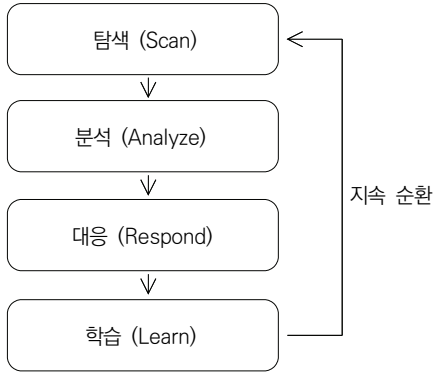 탐색 (Scan)
분석 (Analyze)
대응 (Respond)
지속 순환
학습 (Learn)